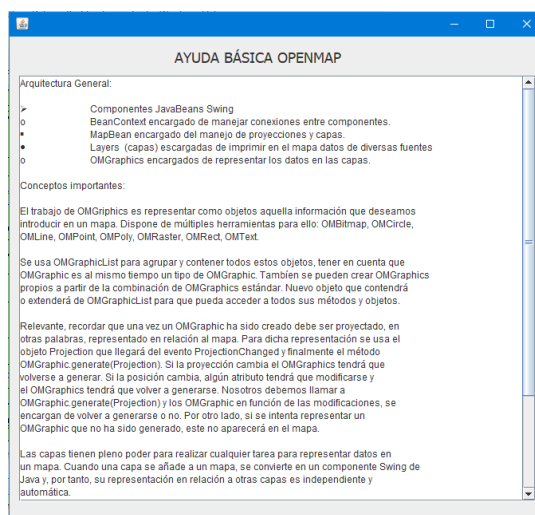 AYUDA BÁSICA OPENMAP
Arquitectura General:
➤ Componentes JavaBeans Swing
o BeanContext encargado de manejar conexiones entre componentes.
▪ MapBean encargado del manejo de proyecciones y capas.
● Layers (capas) escargadas de imprimir en el mapa datos de diversas fuentes
o OMGraphics encargados de representar los datos en las capas.
Conceptos importantes:
El trabajo de OMGriphics es representar como objetos aquella información que deseamos
introducir en un mapa. Dispone de múltiples herramientas para ello: OMBitmap, OMCircle,
OMLine, OMPoint, OMPoly, OMRaster, OMRect, OMText.
Se usa OMGraphicList para agrupar y contener todos estos objetos, tener en cuenta que
OMGraphic es al mismo tiempo un tipo de OMGraphic. Tambíen se pueden crear OMGraphics
propios a partir de la combinación de OMGraphics estándar. Nuevo objeto que contendrá
o extenderá de OMGraphicList para que pueda acceder a todos sus métodos y objetos.
Relevante, recordar que una vez un OMGraphic ha sido creado debe ser proyectado, en
otras palabras, representado en relación al mapa. Para dicha representación se usa el
objeto Projection que llegará del evento ProjectionChanged y finalmente el método
OMGraphic.generate(Projection). Si la proyección cambia el OMGraphics tendrá que
volverse a generar. Si la posición cambia, algún atributo tendrá que modificarse y
el OMGraphics tendrá que volver a generarse. Nosotros debemos llamar a
OMGraphic.generate(Projection) y los OMGraphic en función de las modificaciones, se
encargan de volver a generarse o no. Por otro lado, si se intenta representar un
OMGraphic que no ha sido generado, este no aparecerá en el mapa.
Las capas tienen pleno poder para realizar cualquier tarea para representar datos en
un mapa. Cuando una capa se añade a un mapa, se convierte en un componente Swing de
Java y, por tanto, su representación en relación a otras capas es independiente y
automática.